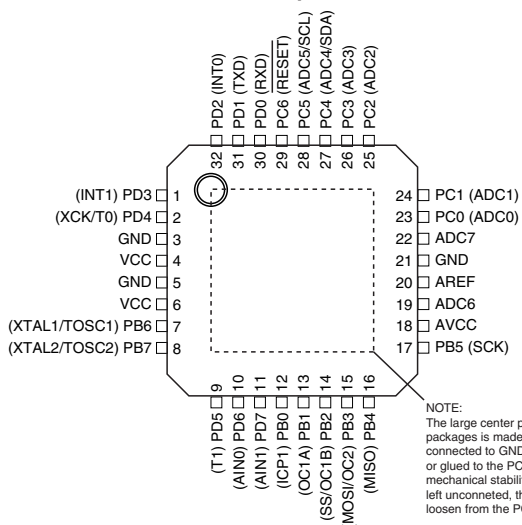 32 PD2 (INT0)
31 PD1 (TXD)
30 PD0 (RXD)
29 PC6 (RESET)
28 PC5 (ADC5/SCL)
27 PC4 (ADC4/SDA)
26 PC3 (ADC3)
25 PC2 (ADC2)
(INT1) PD3 1
(XCK/T0) PD4 2
GND 3
VCC 4
GND 5
VCC 6
(XTAL1/TOSC1) PB6 7
(XTAL2/TOSC2) PB7 8
24 PC1 (ADC1)
23 PC0 (ADC0)
22 ADC7
21 GND
20 AREF
19 ADC6
18 AVCC
17 PB5 (SCK)
(T1) PD5 9
(AIN0) PD6 10
(AIN1) PD7 11
(ICP1) PB0 12
(OC1A) PB1 13
(SS/OC1B) PB2 14
MOSI/OC2) PB3 15
(MISO) PB4 16
NOTE:
The large center p
packages is made
connected to GND
or glued to the PC
mechanical stabilit
left unconneted, th
loosen from the PC